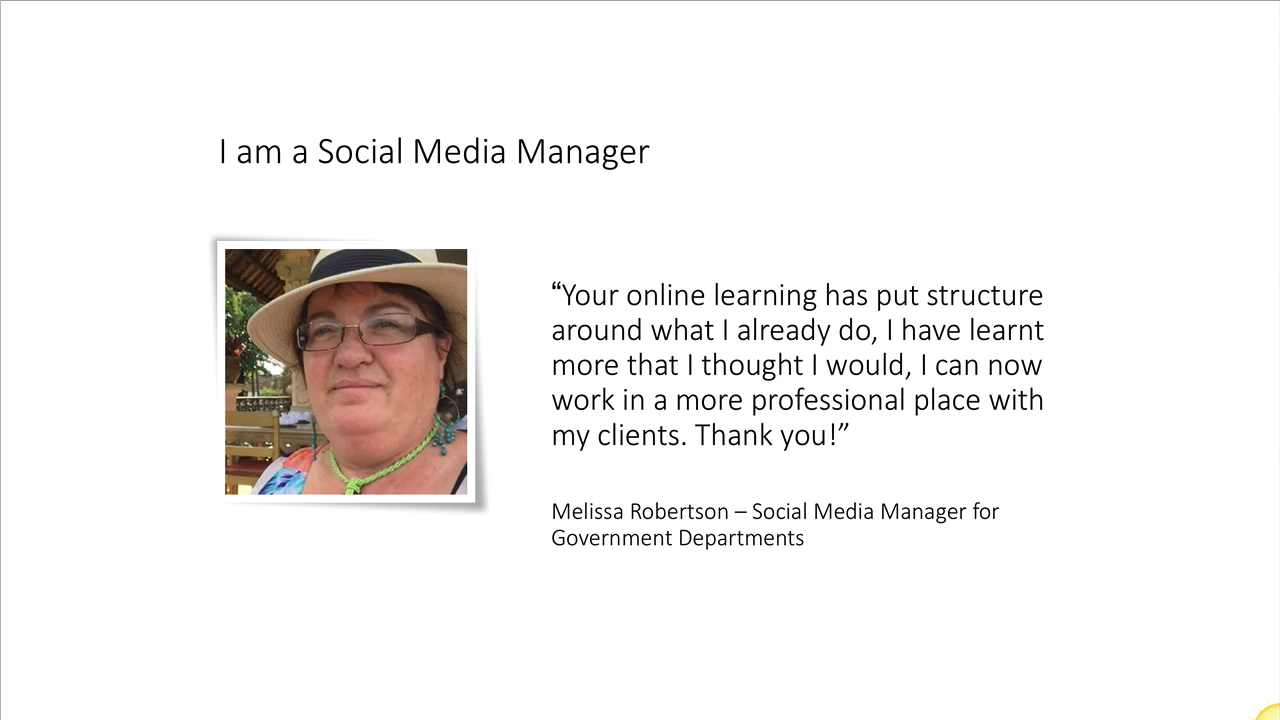 I am a Social Media Manager
“Your online learning has put structure
around what I already do, I have learnt
more that I thought I would, I can now
work in a more professional place with
my clients. Thank you!”
Melissa Robertson – Social Media Manager for
Government Departments